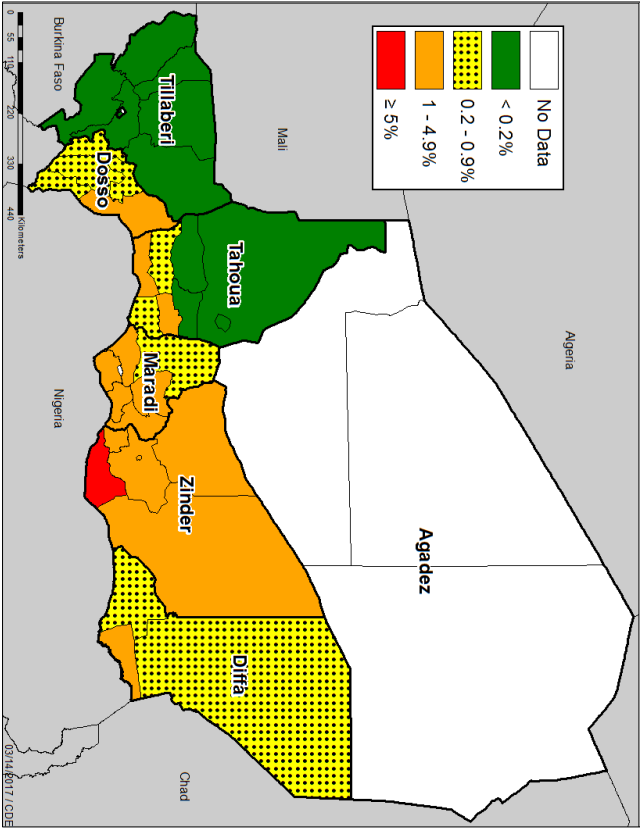 No Data
< 0.2%
0.2 - 0.9%
1 - 4.9%
≥ 5%
Algeria
Mali
Agadez
Tahoua
Tillaberi
Diffa
Zinder
Maradi
Dosso
Burkina Faso
Nigeria
Chad
0 55 110 220 330 440
Kilometers
03/14/2017 / CDE